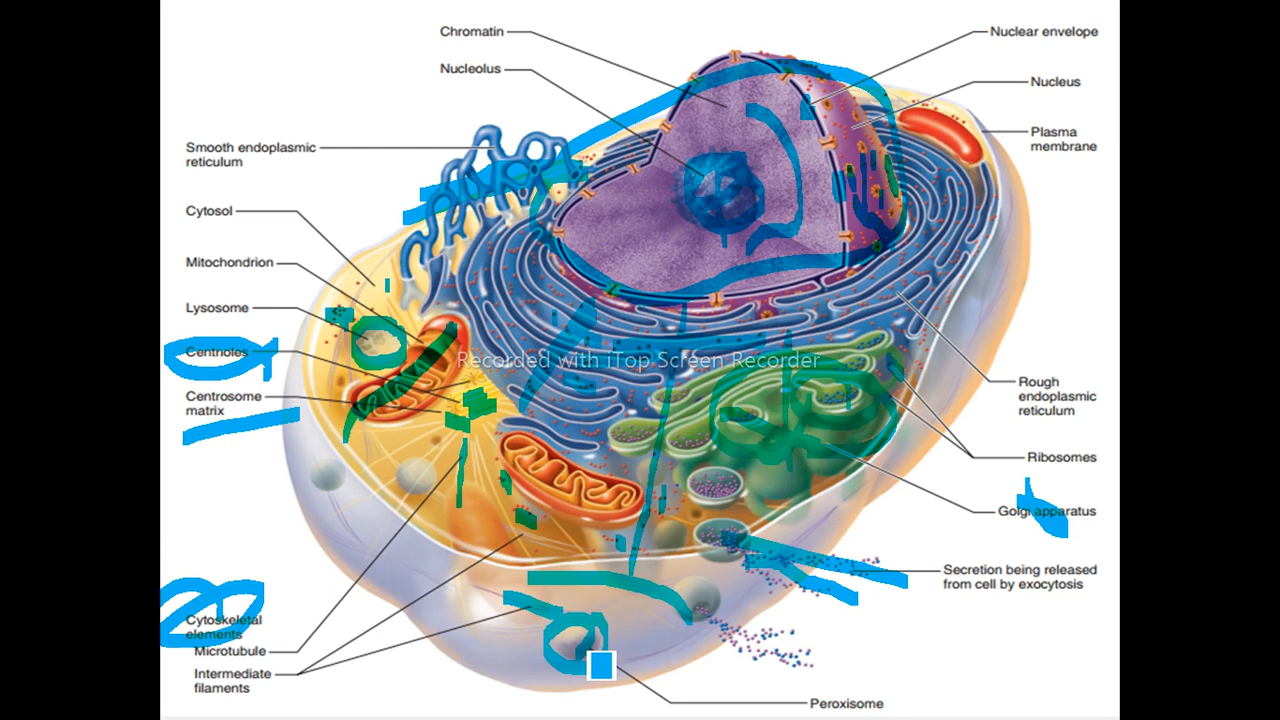 Chromatin
Nucleolus
Smooth endoplasmic
reticulum
Cytosol
Mitochondrion
Lysosome
Centrioles
Centrosome
matrix
Cytoskeletal
elements
Microtubule
Intermediate
filaments
Nuclear envelope
Nucleus
Plasma
membrane
Recorded with iTop Screen Recorder
Rough
endoplasmic
reticulum
Ribosomes
Golgi apparatus
Secretion being released
from cell by exocytosis
Peroxisome